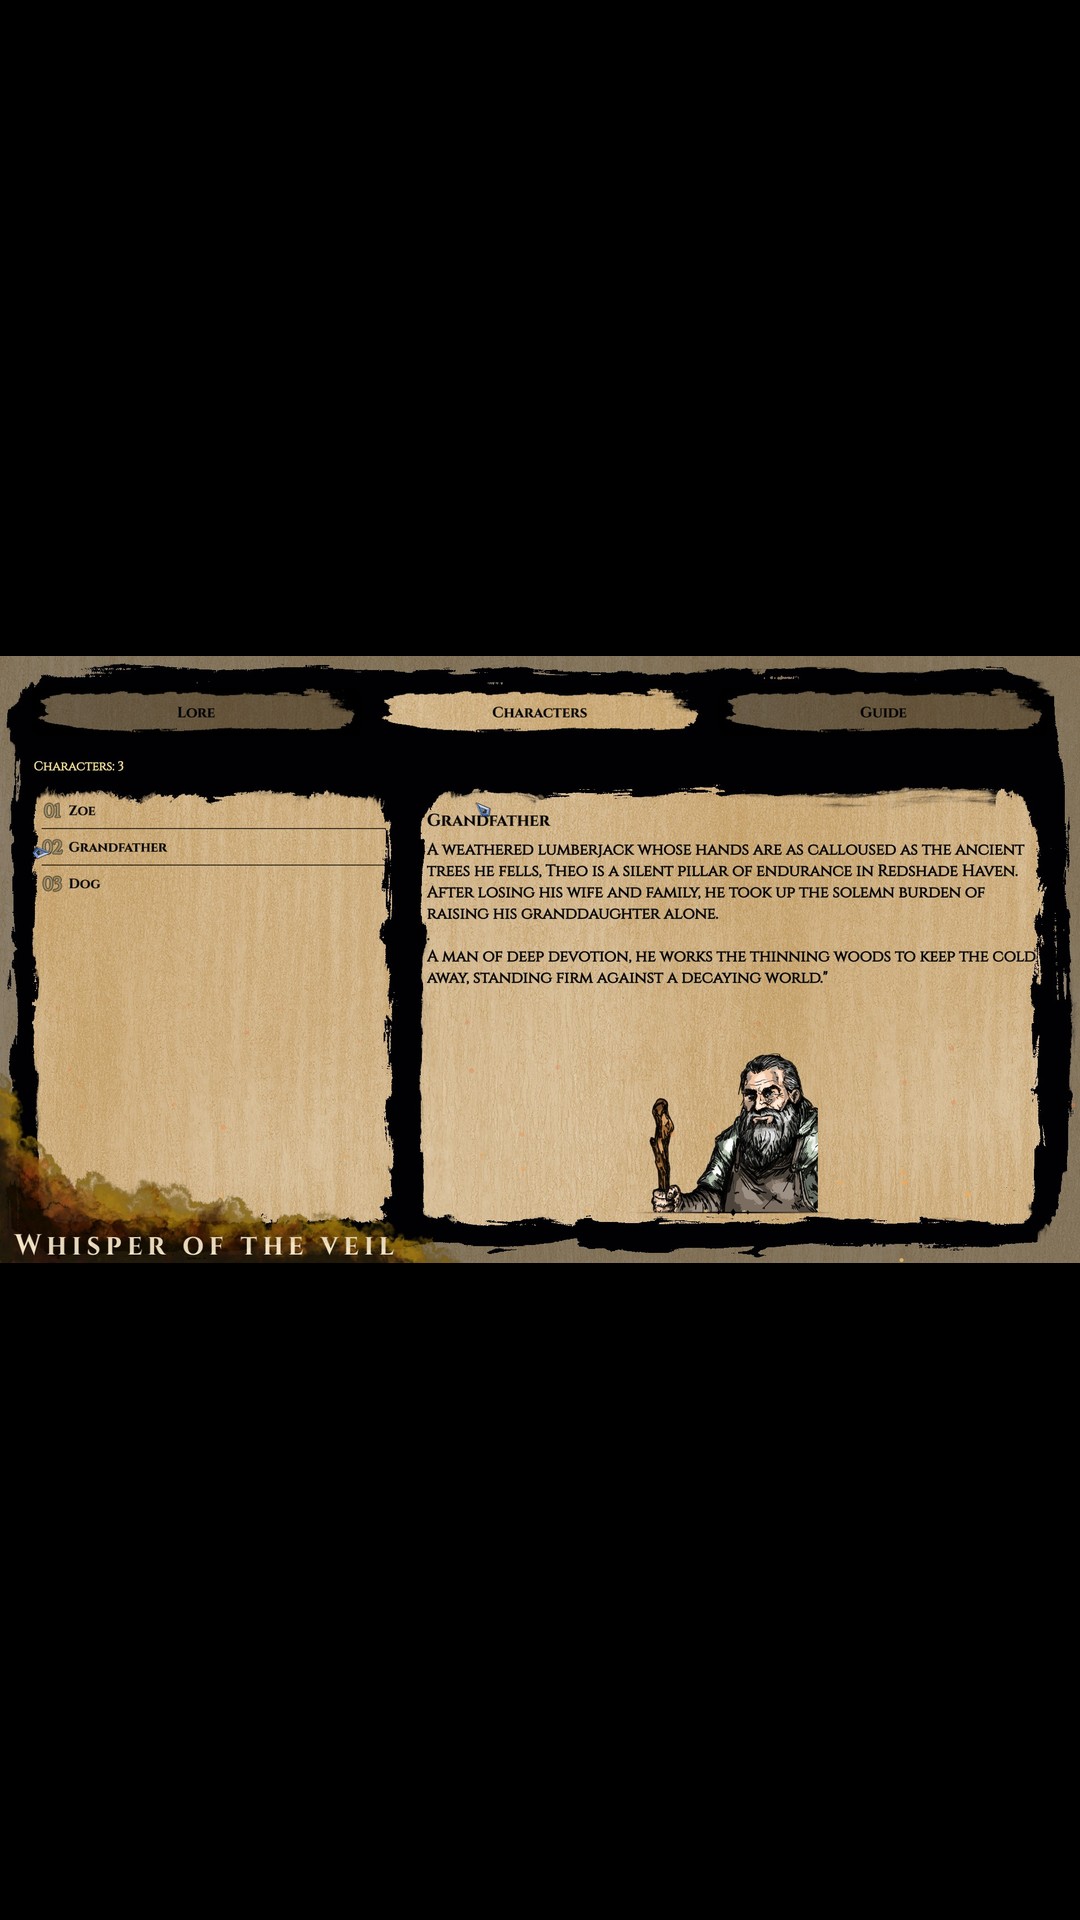 Lore
Characters
Guide
Characters: 3
01 Zoe
02 Grandfather
03 Dog
Grandfather
A weathered lumberjack whose hands are as calloused as the ancient
trees he fells, Theo is a silent pillar of endurance in Redshade Haven.
After losing his wife and family, he took up the solemn burden of
raising his granddaughter alone.
A man of deep devotion, he works the thinning woods to keep the cold
away, standing firm against a decaying world."
Whisper of the veil